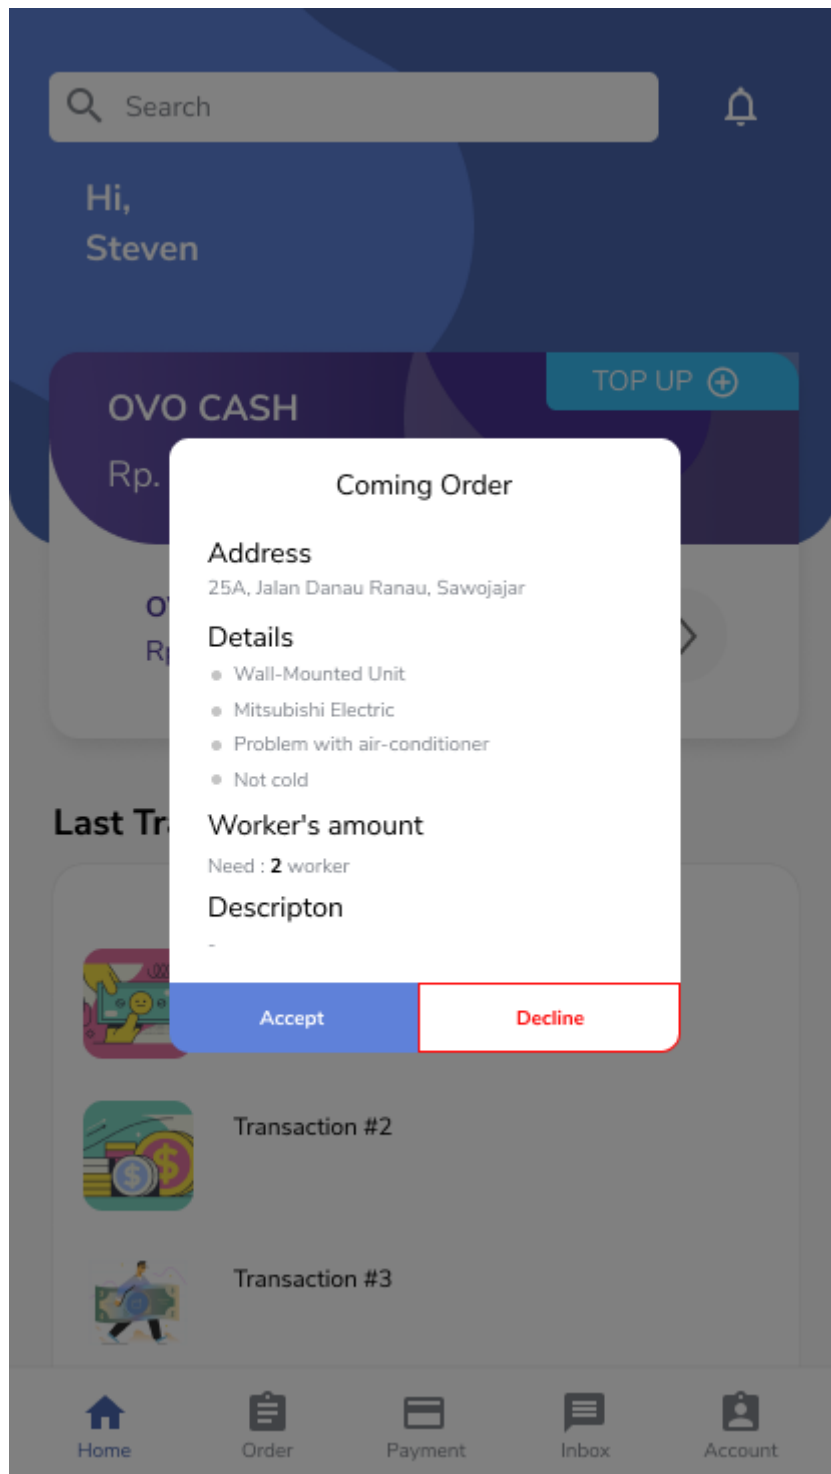 Search
Hi,
Steven
TOP UP
OVO CASH
Rp.
Coming Order
Address
25A, Jalan Danau Ranau, Sawojajar
Details
Wall-Mounted Unit
Mitsubishi Electric
Problem with air-conditioner
Not cold
Last
Worker's amount
Need : 2 worker
Descripton
-
Accept Decline
Transaction #2
Transaction #3
Home Order Payment Inbox Account